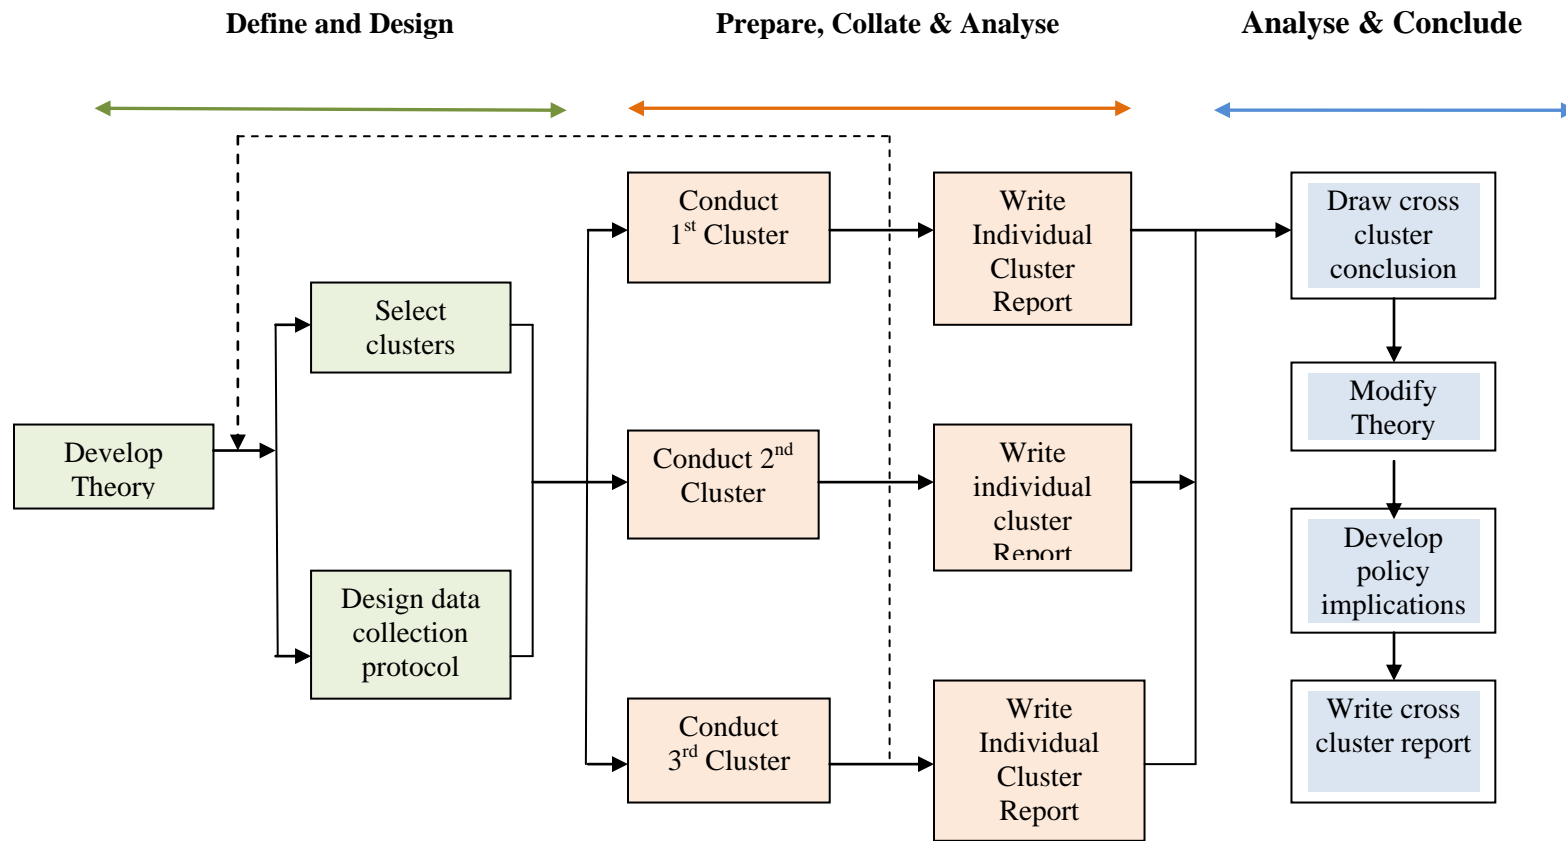 Define and Design
Prepare, Collate & Analyse
Analyse & Conclude
Develop
Theory
Select
clusters
Design data
collection
protocol
Conduct
1st Cluster
Conduct 2nd
Cluster
Conduct
3rd Cluster
Write
Individual
Cluster
Report
Write
individual
cluster
Report
Write
Individual
Cluster
Report
Draw cross
cluster
conclusion
Modify
Theory
Develop
policy
implications
Write cross
cluster report